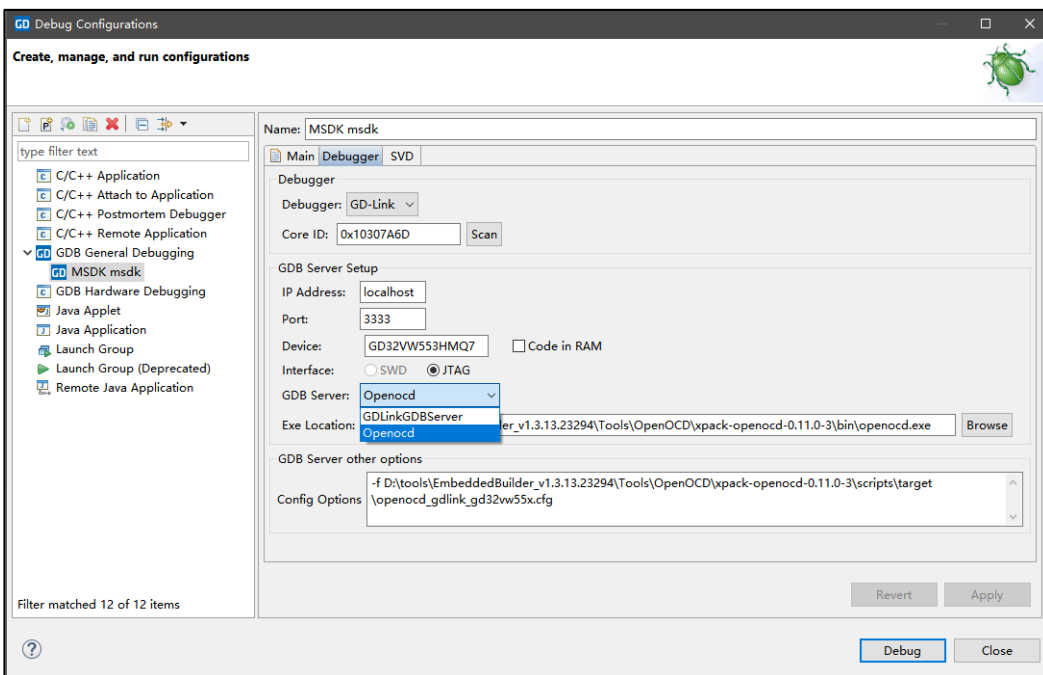 GD Debug Configurations
Create, manage, and run configurations
type filter text
C/C++ Application
C/C++ Attach to Application
C/C++ Postmortem Debugger
C/C++ Remote Application
GD GDB General Debugging
GD MSDK msdk
GDB Hardware Debugging
Java Applet
Java Application
Launch Group
Launch Group (Deprecated)
Remote Java Application
Filter matched 12 of 12 items
Name: MSDK msdk
Main Debugger SVD
Debugger
Debugger: GD-Link
Core ID: 0x10307A6D Scan
GDB Server Setup
IP Address: localhost
Port: 3333
Device: GD32VW553HMQ7 Code in RAM
Interface: SWD JTAG
GDB Server: Openocd
GDLinkGDBServer
Openocd
Exe Location: er_v1.3.13.23294\Tools\OpenOCD\xpack-openocd-0.11.0-3\bin\openocd.exe Browse
GDB Server other options
Config Options -f D:\tools\EmbeddedBuilder_v1.3.13.23294\Tools\OpenOCD\xpack-openocd-0.11.0-3\scripts\target
\openocd_gdlink_gd32vw55x.cfg
Revert Apply
? Debug Close